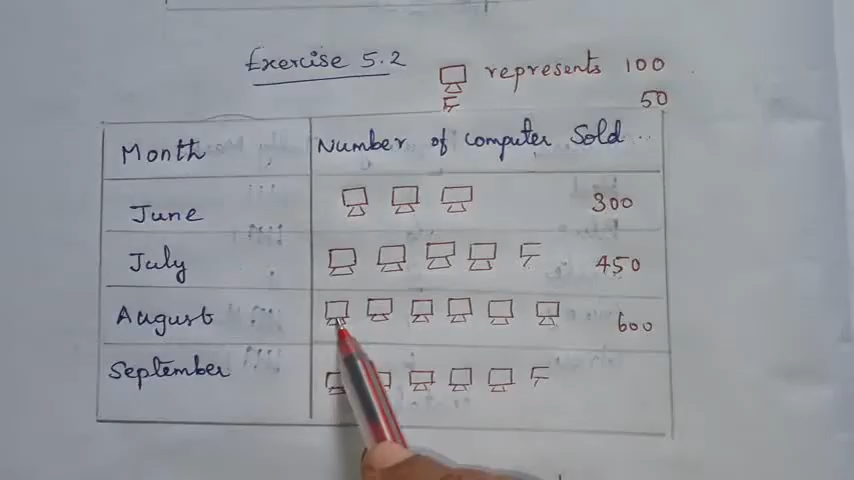 Exercise 5.2
represents 100
50
Month Number of computer Sold
June 300
July 450
August 600
September